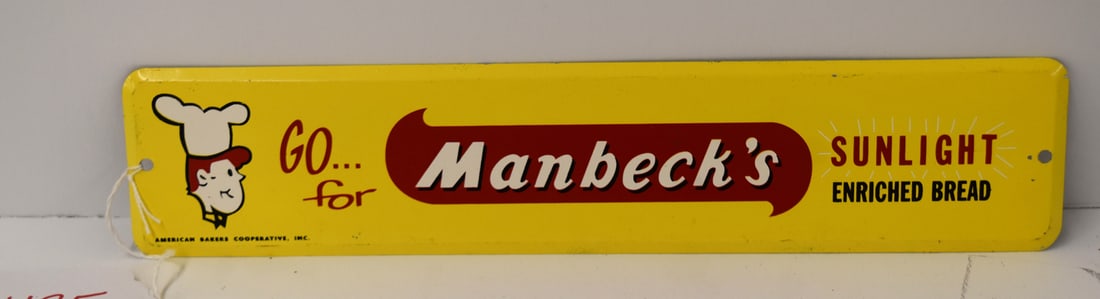 GO...
for
Manbeck's
SUNLIGHT
ENRICHED BREAD
AMERICAN BAKERS COOPERATIVE, INC.